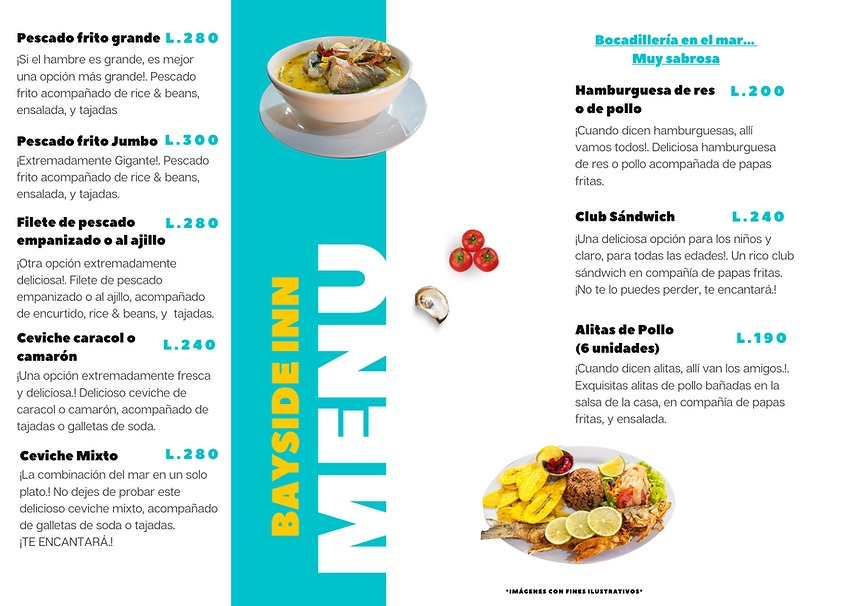 Pescado frito grande L.280
¡Si el hambre es grande, es mejor
una opción más grande!. Pescado
frito acompañado de rice & beans,
ensalada, y tajadas
Pescado frito Jumbo L.300
¡Extremadamente Gigante!. Pescado
frito acompañado de rice & beans,
ensalada, y tajadas.
Filete de pescado L.280
empanizado o al ajillo
¡Otra opción extremadamente
deliciosa!. Filete de pescado
empanizado o al ajillo, acompañado
de encurtido, rice & beans, y tajadas.
Ceviche caracol o L.240
camarón
¡Una opción extremadamente fresca
y deliciosa.! Delicioso ceviche de
caracol o camarón, acompañado de
tajadas o galletas de soda.
Ceviche Mixto L.280
¡La combinación del mar en un solo
plato.! No dejes de probar este
delicioso ceviche mixto, acompañado
de galletas de soda o tajadas.
¡TE ENCANTARÁ.!
BAYSIDE INN
MENU
Bocadillería en el mar...
Muy sabrosa
Hamburguesa de res L.200
o de pollo
¡Cuando dicen hamburguesas, allí
vamos todos!. Deliciosa hamburguesa
de res o pollo acompañada de papas
fritas.
Club Sándwich L.240
¡Una deliciosa opción para los niños y
claro, para todas las edades!. Un rico club
sándwich en compañía de papas fritas.
¡No te lo puedes perder, te encantará.!
Alitas de Pollo L.190
(6 unidades)
¡Cuando dicen alitas, allí van los amigos.!.
Exquisitas alitas de pollo bañadas en la
salsa de la casa, en compañía de papas
fritas, y ensalada.
*IMÁGENES CON FINES ILUSTRATIVOS*